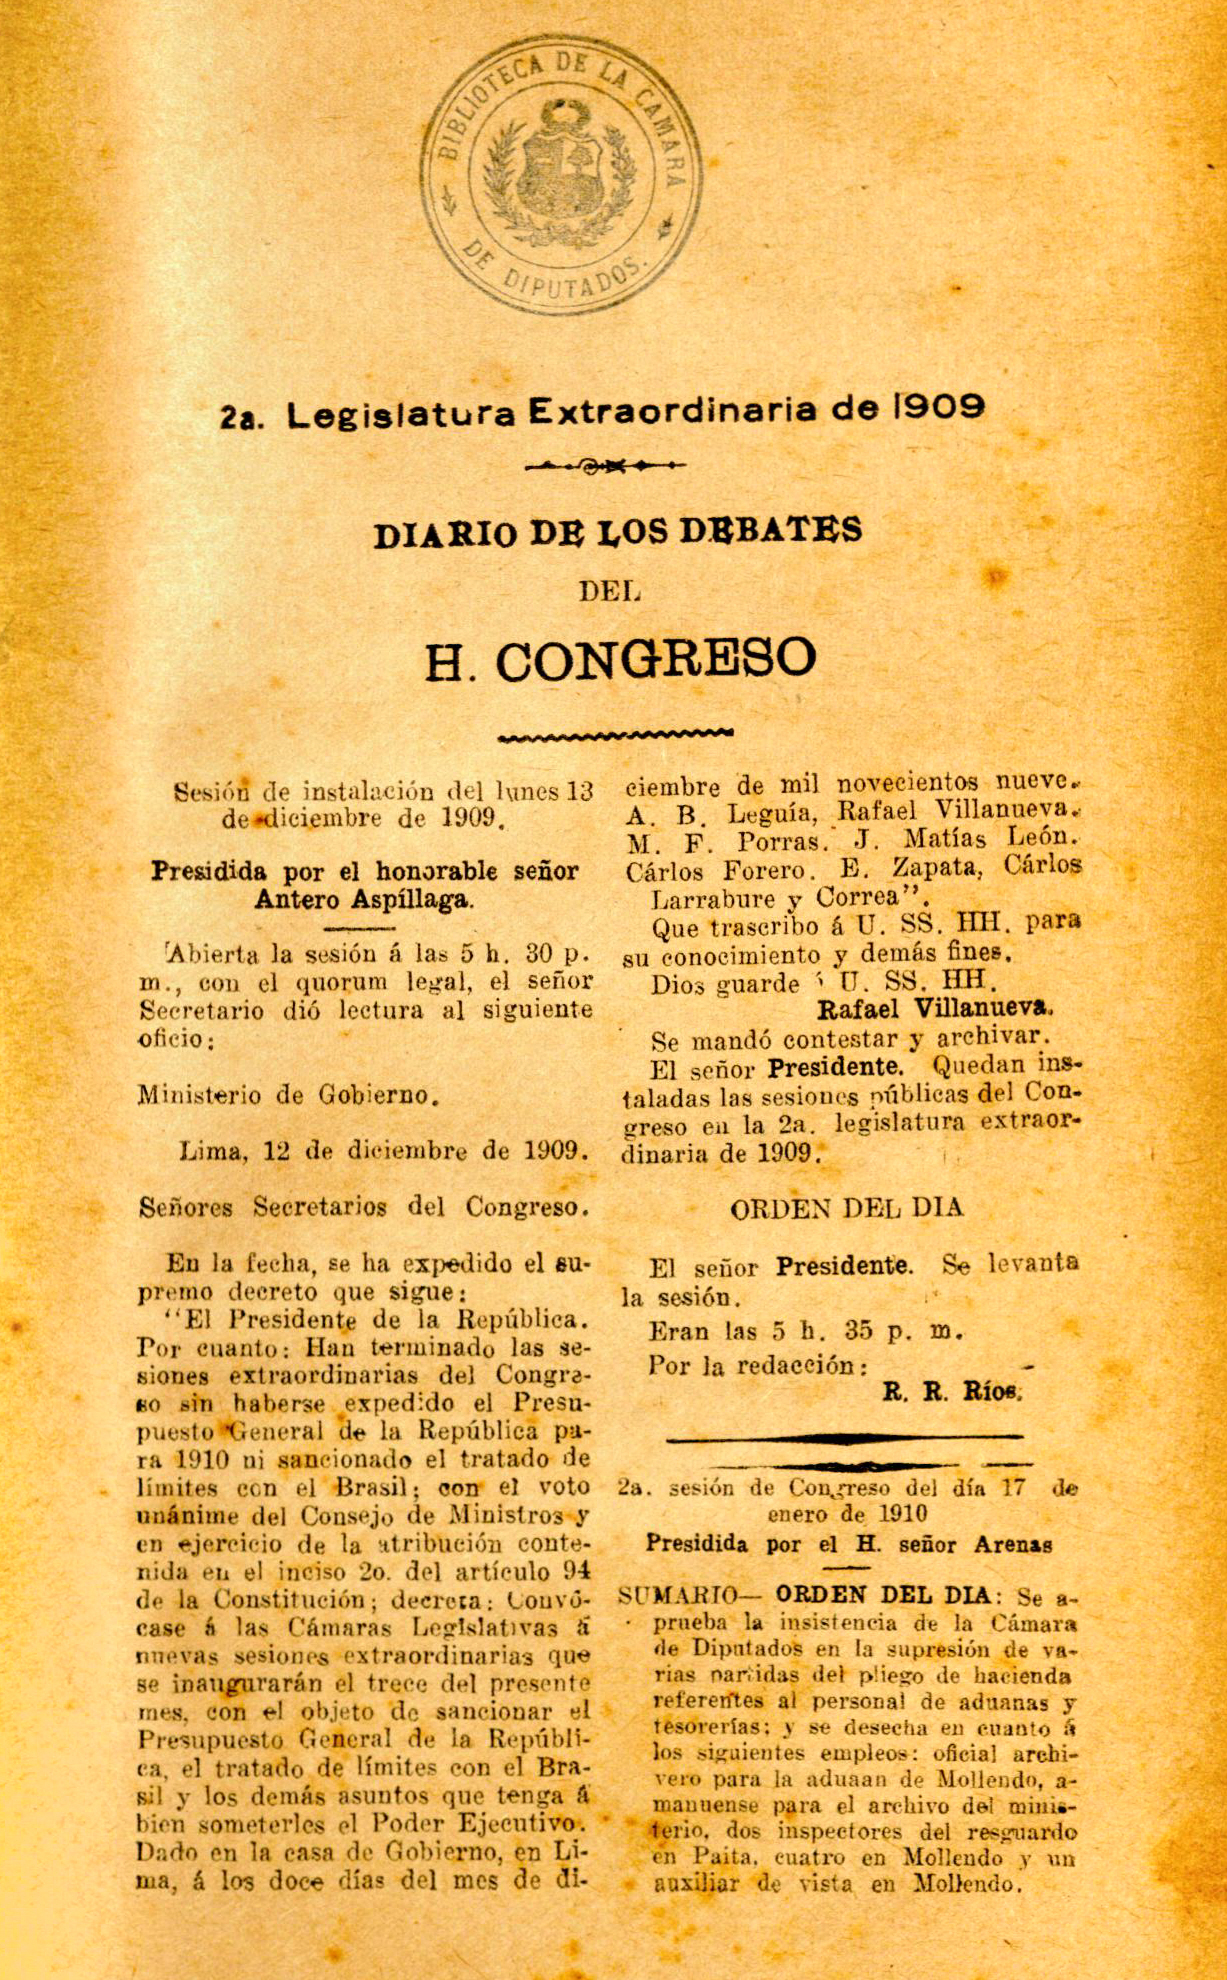 BIBLIOTECA DE LA CAMARA
DE DIPUTADOS.
2a. Legislatura Extraordinaria de 1909
DIARIO DE LOS DEBATES
DEL
H. CONGRESO
Sesión de instalación del lunes 13
de diciembre de 1909.
Presidida por el honorable señor
Antero Aspíllaga.
Abierta la sesión á las 5 h. 30 p.
m., con el quorum legal, el señor
Secretario dió lectura al siguiente
oficio:
Ministerio de Gobierno.
Lima, 12 de diciembre de 1909.
Señores Secretarios del Congreso.
En la fecha, se ha expedido el su-
premo decreto que sigue:
"El Presidente de la República.
Por cuanto: Han terminado las se-
siones extraordinarias del Congre-
so sin haberse expedido el Presu-
puesto General de la República pa-
ra 1910 ni sancionado el tratado de
límites con el Brasil; con el voto
unánime del Consejo de Ministros y
en ejercicio de la atribución conte-
nida en el inciso 2o. del artículo 94
de la Constitución; decreta: Convó-
case á las Cámaras Legislativas á
nuevas sesiones extraordinarias que
se inaugurarán el trece del presente
mes, con el objeto de sancionar el
Presupuesto General de la Repúbli-
ca, el tratado de límites con el Bra-
sil y los demás asuntos que tenga á
bien someterles el Poder Ejecutivo.
Dado en la casa de Gobierno, en Li-
ma, á los doce días del mes de di-
ciembre de mil novecientos nueve.
A. B. Leguía, Rafael Villanueva.
M. F. Porras. J. Matías León.
Cárlos Forero. E. Zapata, Cárlos
Larrabure y Correa".
Que trascribo á U. SS. HH. para
su conocimiento y demás fines.
Dios guarde á U. SS. HH.
Rafael Villanueva.
Se mandó contestar y archivar.
El señor Presidente. Quedan ins-
taladas las sesiones públicas del Con-
greso en la 2a. legislatura extraor-
dinaria de 1909.
ORDEN DEL DIA
El señor Presidente. Se levanta
la sesión.
Eran las 5 h. 35 p. m.
Por la redacción:
R. R. Ríos.
2a. sesión de Congreso del día 17 de
enero de 1910
Presidida por el H. señor Arenas
SUMARIO— ORDEN DEL DIA: Se a-
prueba la insistencia de la Cámara
de Diputados en la supresión de va-
rias partidas del pliego de hacienda
referentes al personal de aduanas y
tesorerías; y se desecha en cuanto á
los siguientes empleos: oficial archi-
vero para la aduaan de Mollendo, a-
manuense para el archivo del minis-
terio, dos inspectores del resguardo
en Paita, cuatro en Mollendo y un
auxiliar de vista en Mollendo.